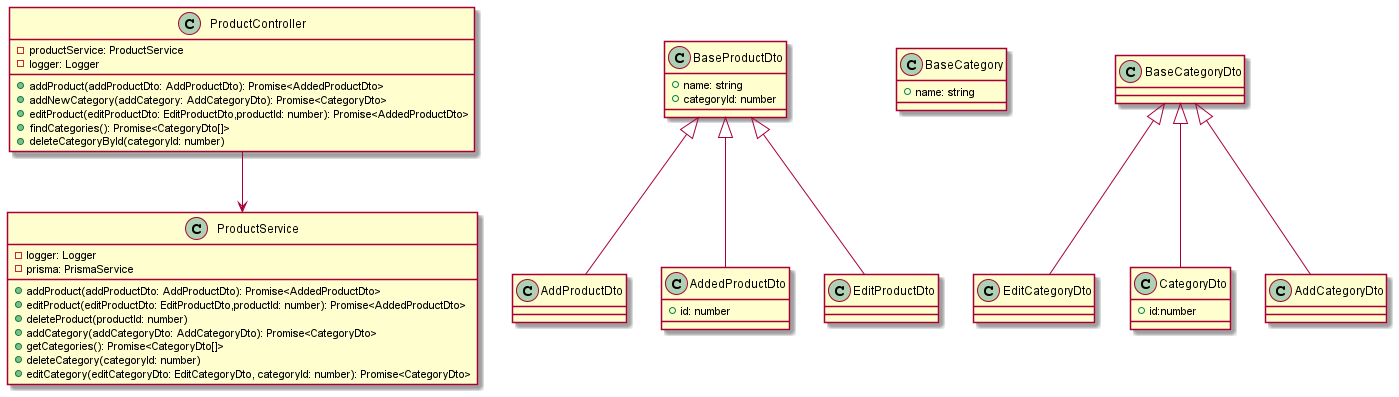 C ProductController
productService: ProductService
logger: Logger
addProduct(addProductDto: AddProductDto): Promise<AddedProductDto>
addNewCategory(addCategory: AddCategoryDto): Promise<CategoryDto>
editProduct(editProductDto: EditProductDto,productId: number): Promise<AddedProductDto>
findCategories(): Promise<CategoryDto[]>
deleteCategoryById(categoryId: number)
C ProductService
logger: Logger
prisma: PrismaService
addProduct(addProductDto: AddProductDto): Promise<AddedProductDto>
editProduct(editProductDto: EditProductDto,productId: number): Promise<AddedProductDto>
deleteProduct(productId: number)
addCategory(addCategoryDto: AddCategoryDto): Promise<CategoryDto>
getCategories(): Promise<CategoryDto[]>
deleteCategory(categoryId: number)
editCategory(editCategoryDto: EditCategoryDto, categoryId: number): Promise<CategoryDto>
C BaseProductDto
name: string
categoryId: number
C BaseCategory
name: string
C BaseCategoryDto
C AddProductDto
C AddedProductDto
id: number
C EditProductDto
C EditCategoryDto
C CategoryDto
id:number
C AddCategoryDto